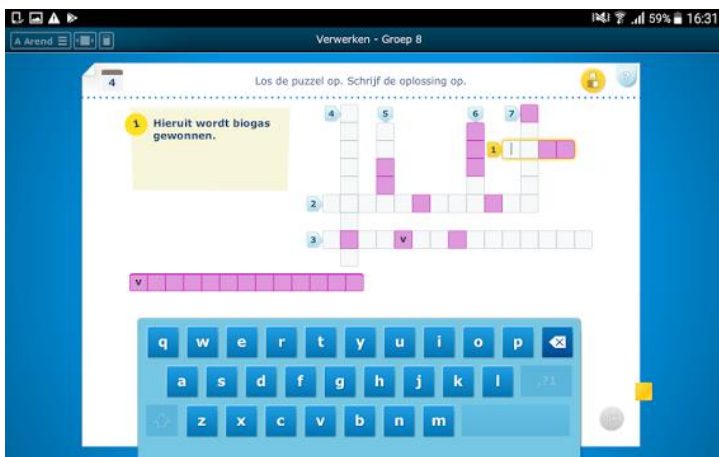 59% 16:31
A Arend
Verwerken - Groep 8
4
Los de puzzel op. Schrijf de oplossing op.
1 Hieruit wordt biogas
gewonnen.
4 5 6 7
1
2
3 v
v
q w e r t y u i o p
a s d f g h j k l .?1
z x c v b n m